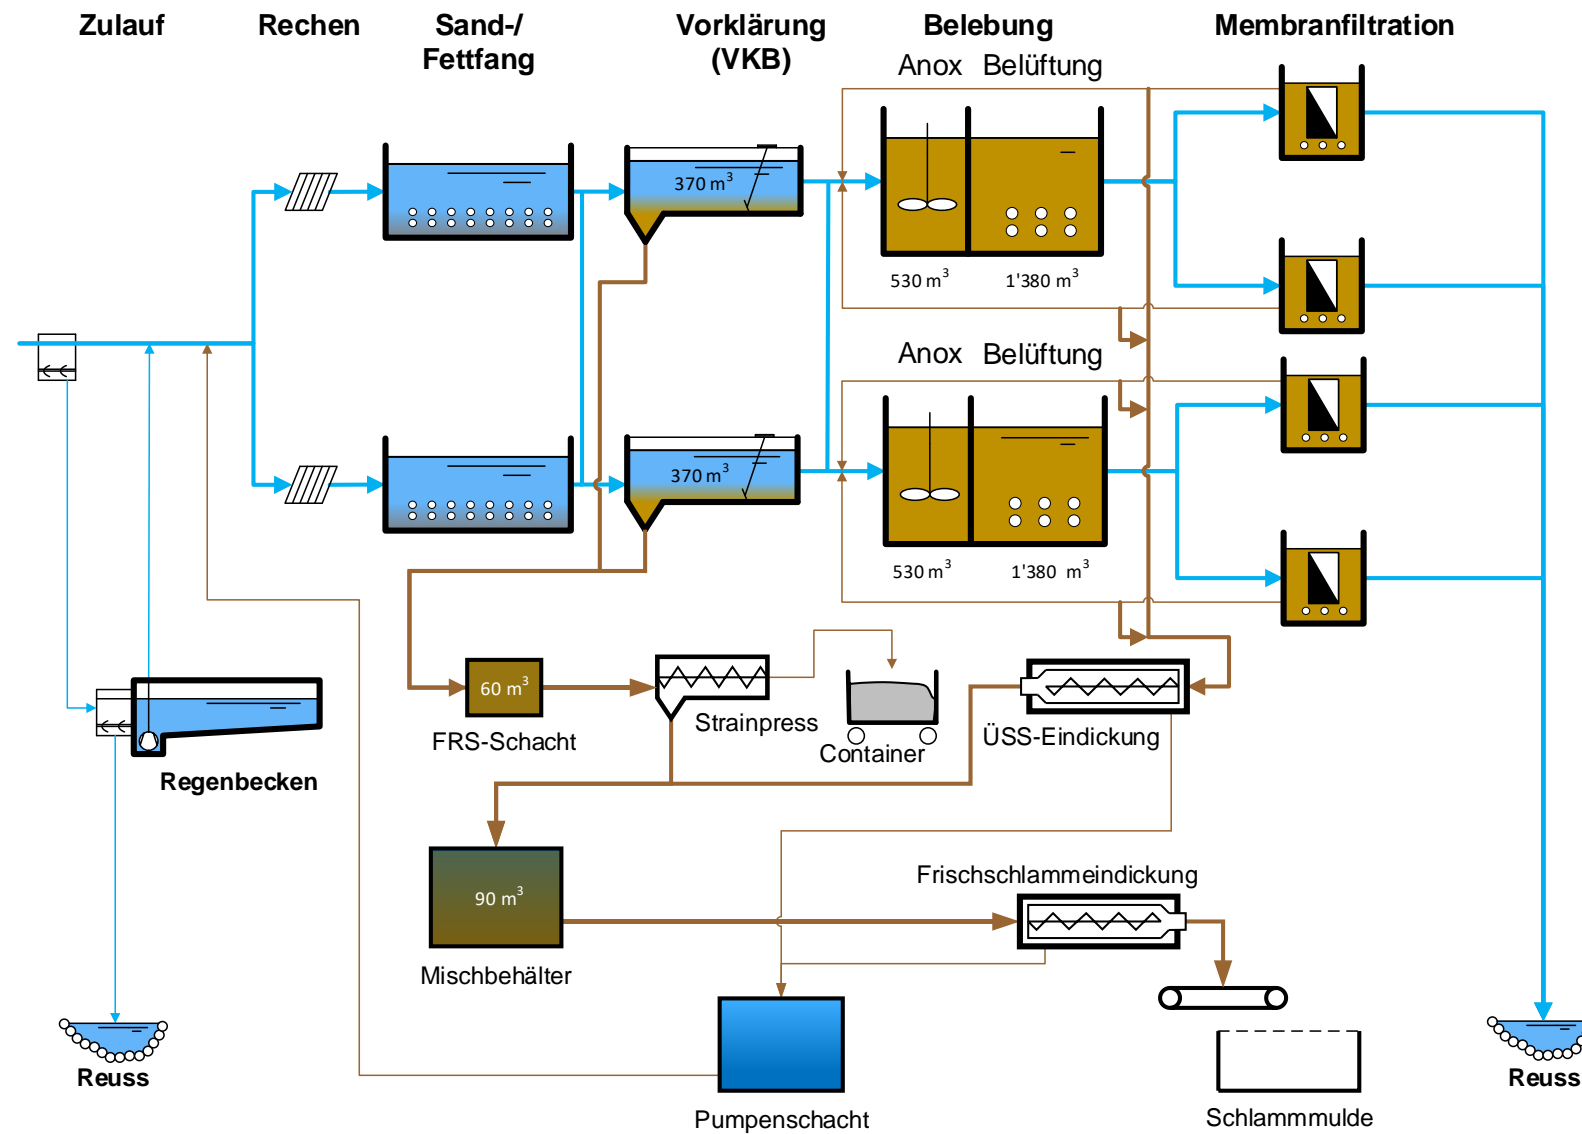 Zulauf
Rechen
Sand-/
Fettfang
Vorklärung
(VKB)
Belebung
Membranfiltration
Anox
Belüftung
370 m³
530 m³
1'380 m³
Anox
Belüftung
370 m³
530 m³
1'380 m³
60 m³
FRS-Schacht
Strainpress
Container
ÜSS-Eindickung
Regenbecken
90 m³
Mischbehälter
Frischschlammeindickung
Reuss
Pumpenschacht
Schlammmulde
Reuss